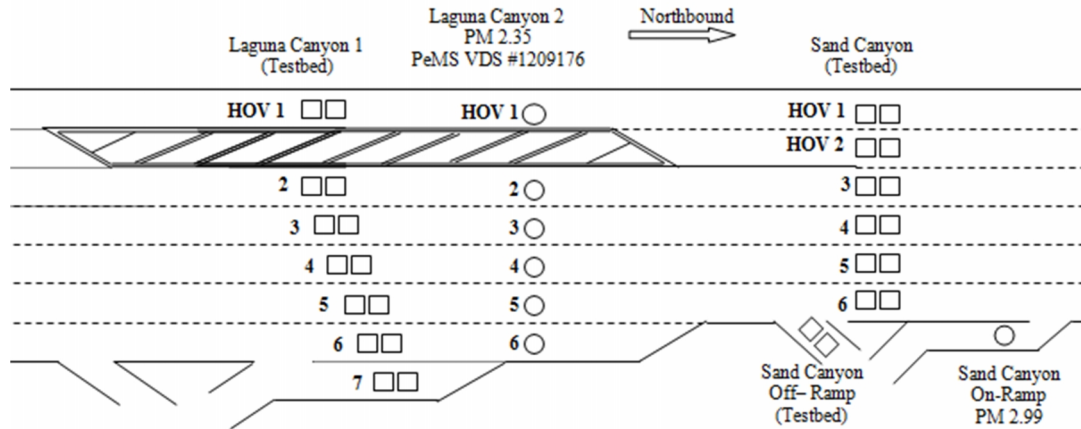 Laguna Canyon 1
(Testbed)
Laguna Canyon 2
PM 2.35
PeMS VDS #1209176
Northbound
Sand Canyon
(Testbed)
HOV 1
HOV 1
HOV 1
HOV 2
2
2
3
3
3
4
4
4
5
5
5
6
6
6
7
Sand Canyon
Off– Ramp
(Testbed)
Sand Canyon
On-Ramp
PM 2.99